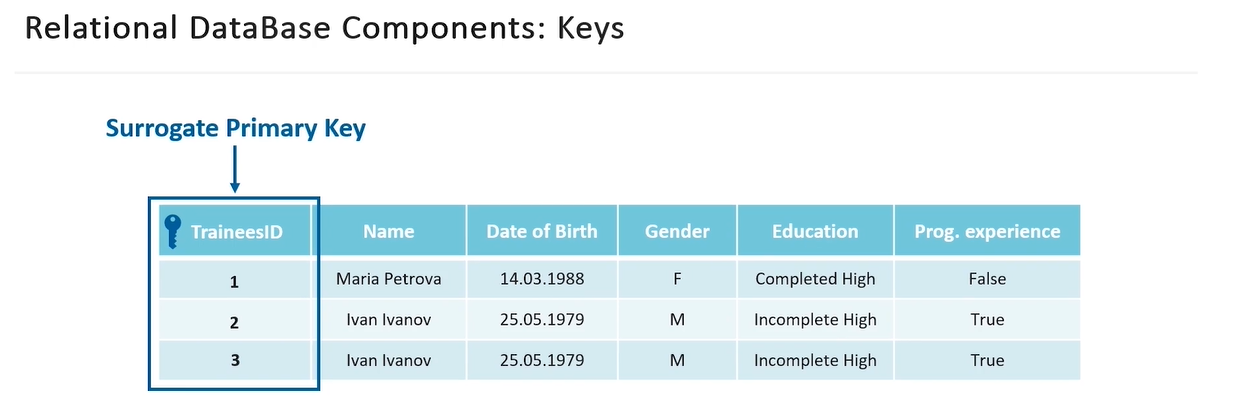 Relational DataBase Components: Keys
Surrogate Primary Key
TraineesID Name Date of Birth Gender Education Prog. experience
1 Maria Petrova 14.03.1988 F Completed High False
2 Ivan Ivanov 25.05.1979 M Incomplete High True
3 Ivan Ivanov 25.05.1979 M Incomplete High True